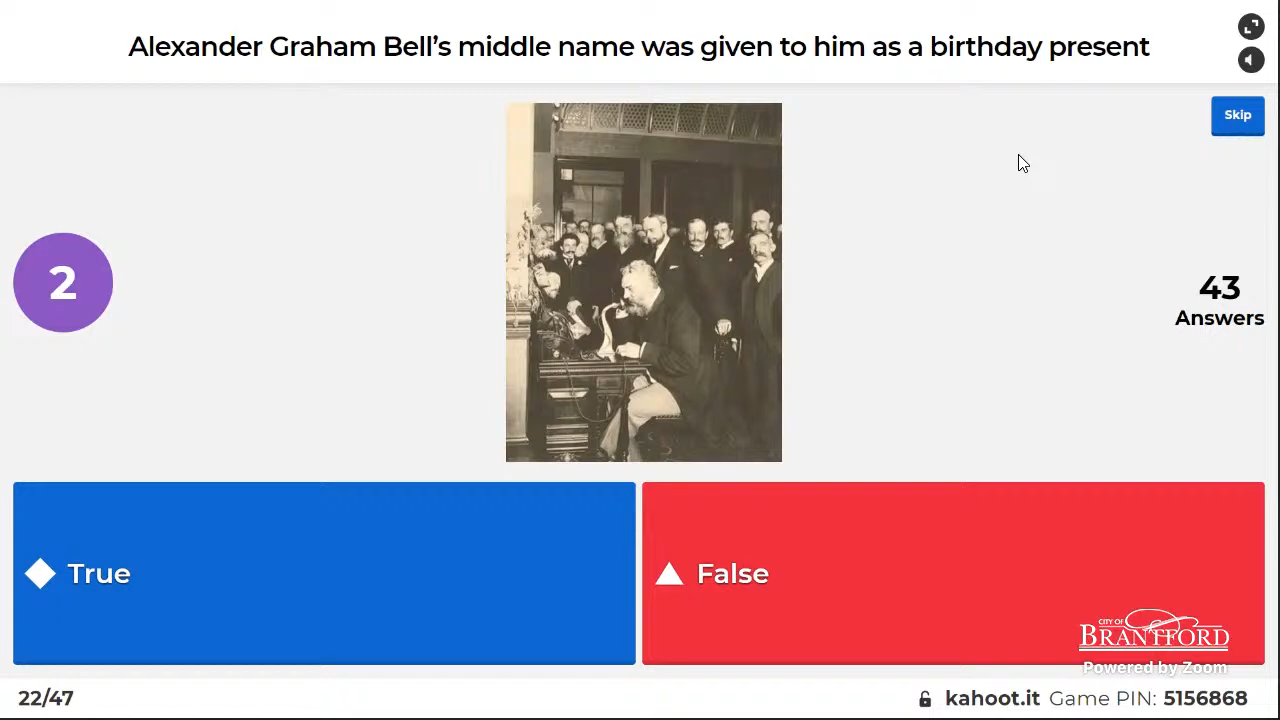 Alexander Graham Bell’s middle name was given to him as a birthday present
Skip
2
43
Answers
True
False
CITY OF
BRANTFORD
Powered by Zoom
22/47
kahoot.it Game PIN: 5156868